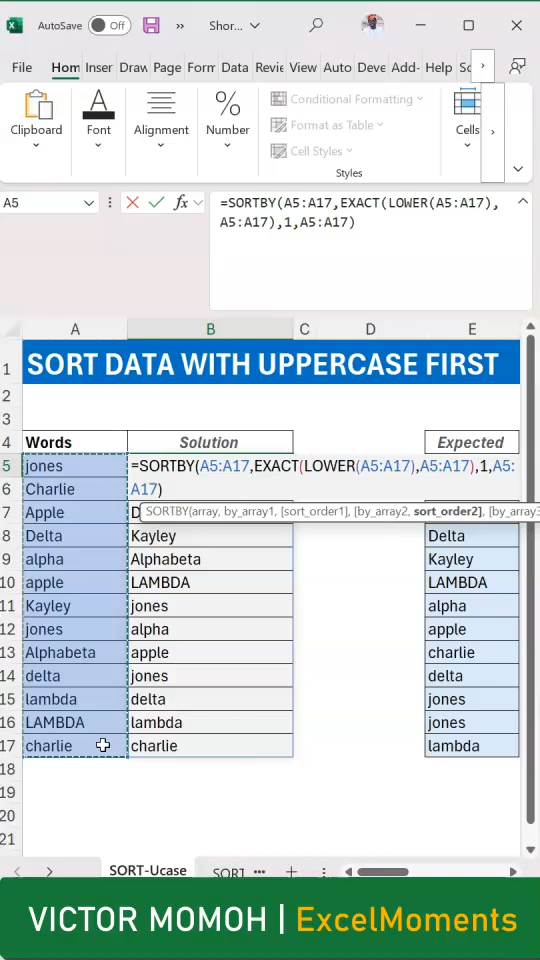 AutoSave Off Shor...
File Hom Inser Draw Page Form Data Revie View Auto Deve Add- Help Sc
Clipboard
Font
Alignment
Number
Conditional Formatting
Format as Table
Cell Styles
Styles
Cells
A5
fx
=SORTBY(A5:A17,EXACT(LOWER(A5:A17),
A5:A17),1,A5:A17)
A B C D E
1 SORT DATA WITH UPPERCASE FIRST
2
3
4 Words Solution Expected
5 jones =SORTBY(A5:A17,EXACT(LOWER(A5:A17),A5:A17),1,A5:
6 Charlie A17)
7 Apple D SORTBY(array, by_array1, [sort_order1], [by_array2, sort_order2], [by_array3
8 Delta Kayley Delta
9 alpha Alphabeta Kayley
10 apple LAMBDA LAMBDA
11 Kayley jones alpha
12 jones alpha apple
13 Alphabeta apple charlie
14 delta jones delta
15 lambda delta jones
16 LAMBDA lambda jones
17 charlie charlie lambda
18
19
20
21
SORT-Ucase SORT ...
VICTOR MOMOH | ExcelMoments